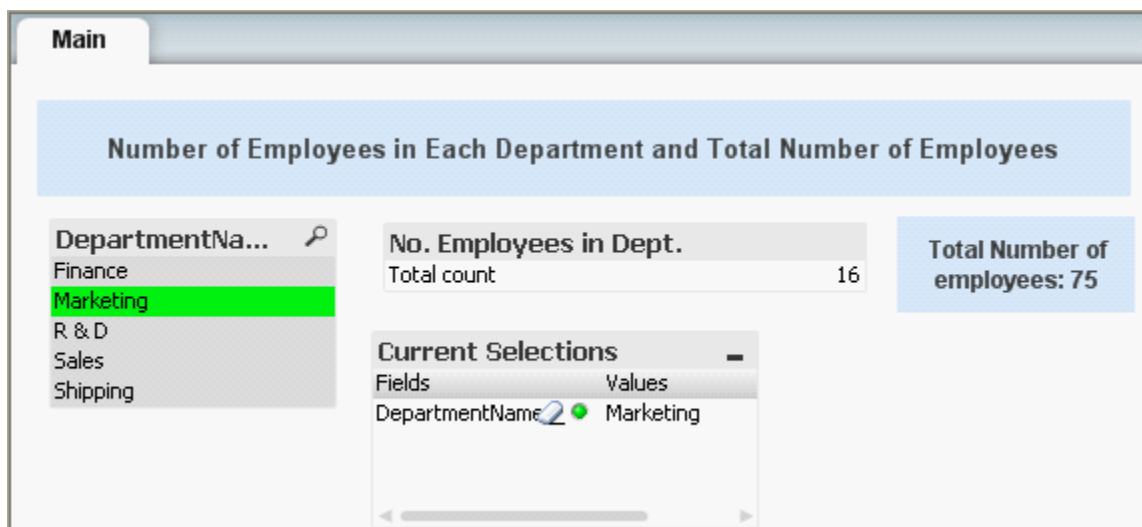 Main
Number of Employees in Each Department and Total Number of Employees
DepartmentNa...
Finance
Marketing
R & D
Sales
Shipping
No. Employees in Dept.
Total count 16
Total Number of
employees: 75
Current Selections
Fields Values
DepartmentName Marketing